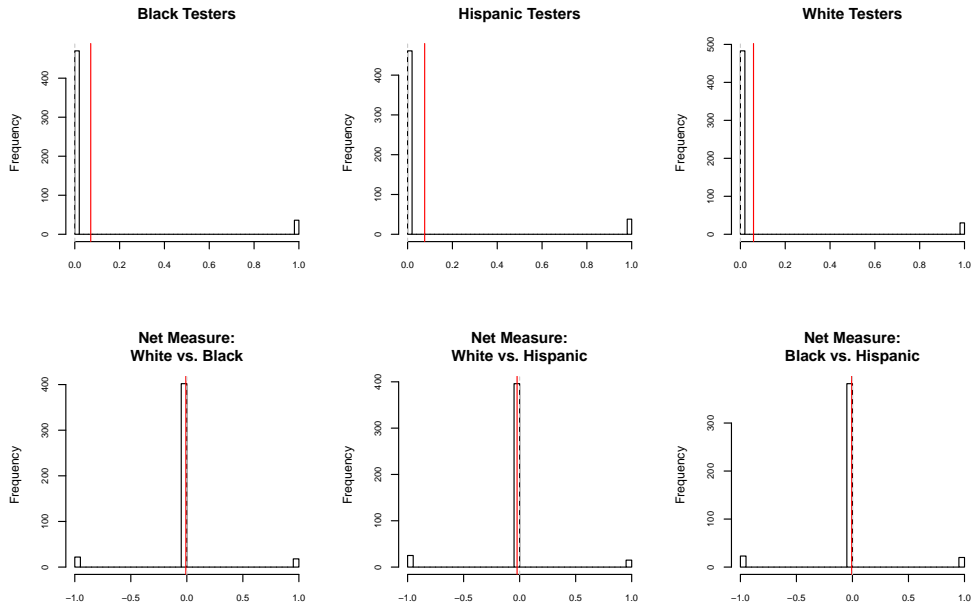 Black Testers
Frequency
0 100 200 300 400
0.0 0.2 0.4 0.6 0.8 1.0
Hispanic Testers
Frequency
0 100 200 300 400
0.0 0.2 0.4 0.6 0.8 1.0
White Testers
Frequency
0 100 200 300 400 500
0.0 0.2 0.4 0.6 0.8 1.0
Net Measure:
White vs. Black
Frequency
0 100 200 300 400
−1.0 −0.5 0.0 0.5 1.0
Net Measure:
White vs. Hispanic
Frequency
0 100 200 300 400
−1.0 −0.5 0.0 0.5 1.0
Net Measure:
Black vs. Hispanic
Frequency
0 100 200 300
−1.0 −0.5 0.0 0.5 1.0